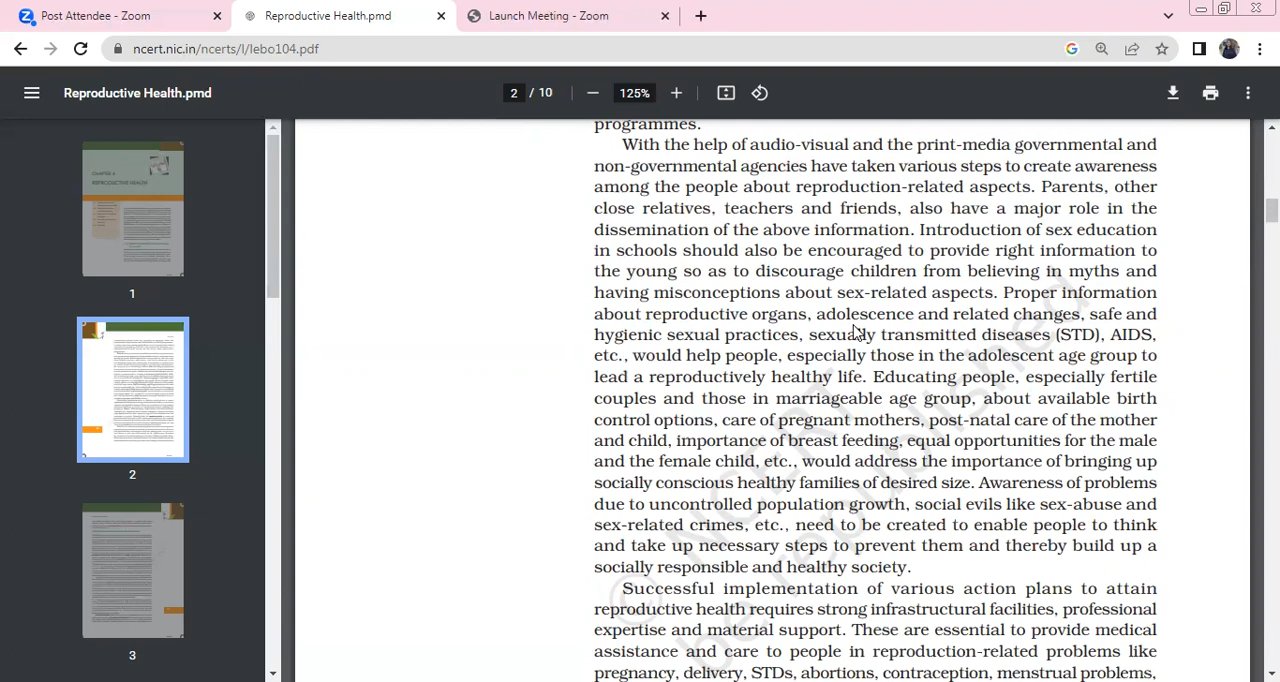 Post Attendee - Zoom
Reproductive Health.pmd
Launch Meeting - Zoom
ncert.nic.in/ncerts/l/lebo104.pdf
Reproductive Health.pmd
2 / 10
125%
programmes.
With the help of audio-visual and the print-media governmental and
non-governmental agencies have taken various steps to create awareness
among the people about reproduction-related aspects. Parents, other
close relatives, teachers and friends, also have a major role in the
dissemination of the above information. Introduction of sex education
in schools should also be encouraged to provide right information to
the young so as to discourage children from believing in myths and
having misconceptions about sex-related aspects. Proper information
about reproductive organs, adolescence and related changes, safe and
hygienic sexual practices, sexually transmitted diseases (STD), AIDS,
etc., would help people, especially those in the adolescent age group to
lead a reproductively healthy life. Educating people, especially fertile
couples and those in marriageable age group, about available birth
control options, care of pregnant mothers, post-natal care of the mother
and child, importance of breast feeding, equal opportunities for the male
and the female child, etc., would address the importance of bringing up
socially conscious healthy families of desired size. Awareness of problems
due to uncontrolled population growth, social evils like sex-abuse and
sex-related crimes, etc., need to be created to enable people to think
and take up necessary steps to prevent them and thereby build up a
socially responsible and healthy society.
Successful implementation of various action plans to attain
reproductive health requires strong infrastructural facilities, professional
expertise and material support. These are essential to provide medical
assistance and care to people in reproduction-related problems like
pregnancy, delivery, STDs, abortions, contraception, menstrual problems,
© NCERT
be republished
REPRODUCTIVE HEALTH
1
2
3